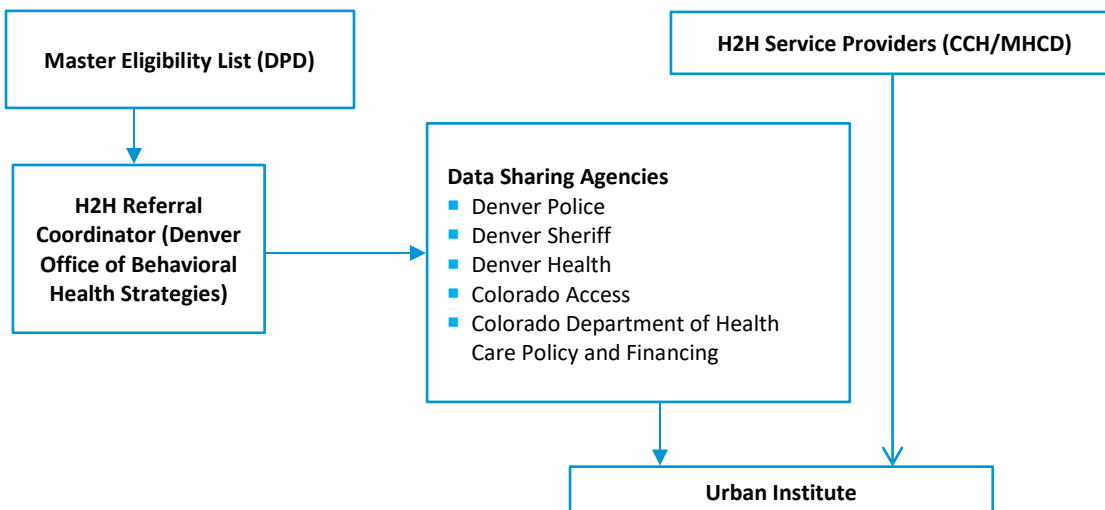 Master Eligibility List (DPD)
H2H Service Providers (CCH/MHCD)
H2H Referral
Coordinator (Denver
Office of Behavioral
Health Strategies)
Data Sharing Agencies
Denver Police
Denver Sheriff
Denver Health
Colorado Access
Colorado Department of Health
Care Policy and Financing
Urban Institute